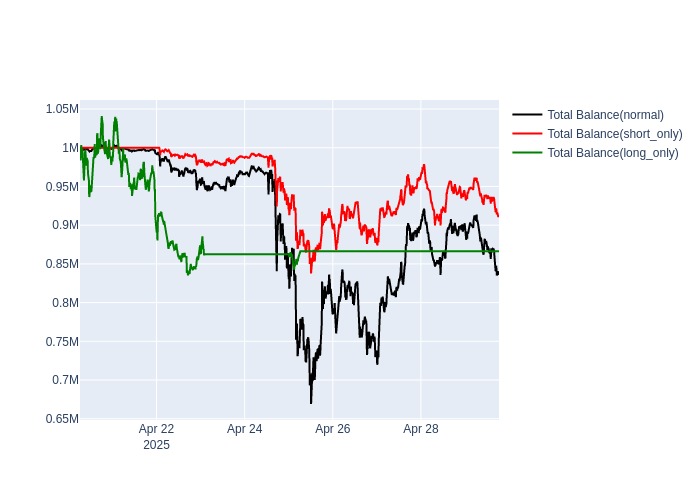 1.05M
1M
0.95M
0.9M
0.85M
0.8M
0.75M
0.7M
0.65M
Apr 22
2025
Apr 24
Apr 26
Apr 28
Total Balance(normal)
Total Balance(short_only)
Total Balance(long_only)